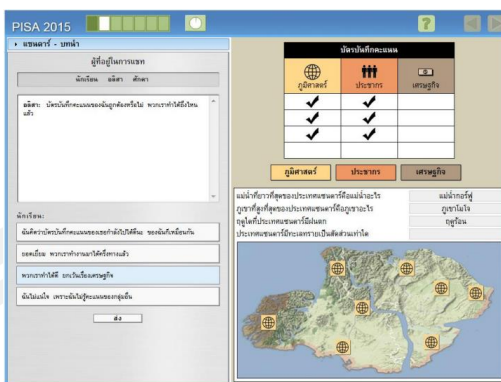 PISA 2015
?
แซนดาร์ - บทนำ
ผู้ที่อยู่ในการแชท
นักเรียน อลิสา ศักดา
อลิสา: บัตรบันทึกคะแนนของฉันถูกต้องหรือไม่ พวกเราทำได้ถึงไหน
แล้ว
นักเรียน:
ฉันคิดว่าบัตรบันทึกคะแนนของเธอกำลังไปได้ดีนะ ของฉันก็เหมือนกัน
ยอดเยี่ยม พวกเราทำงานมาได้ครึ่งทางแล้ว
พวกเราทำได้ดี ยกเว้นเรื่องเศรษฐกิจ
ฉันไม่แน่ใจ เพราะฉันไม่รู้คะแนนของกลุ่มอื่น
ส่ง
บัตรบันทึกคะแนน
ภูมิศาสตร์ ประชากร เศรษฐกิจ
ภูมิศาสตร์ ประชากร เศรษฐกิจ
แม่น้ำที่ยาวที่สุดของประเทศแซนดาร์คือแม่น้ำอะไร แม่น้ำกอร์ฟู
ภูเขาที่สูงที่สุดของประเทศแซนดาร์คือภูเขาอะไร ภูเขาโมโจ
ฤดูใดที่ประเทศแซนดาร์มีฝนตก ฤดูร้อน
ประเทศแซนดาร์มีทะเลทรายเป็นสัดส่วนเท่าใด